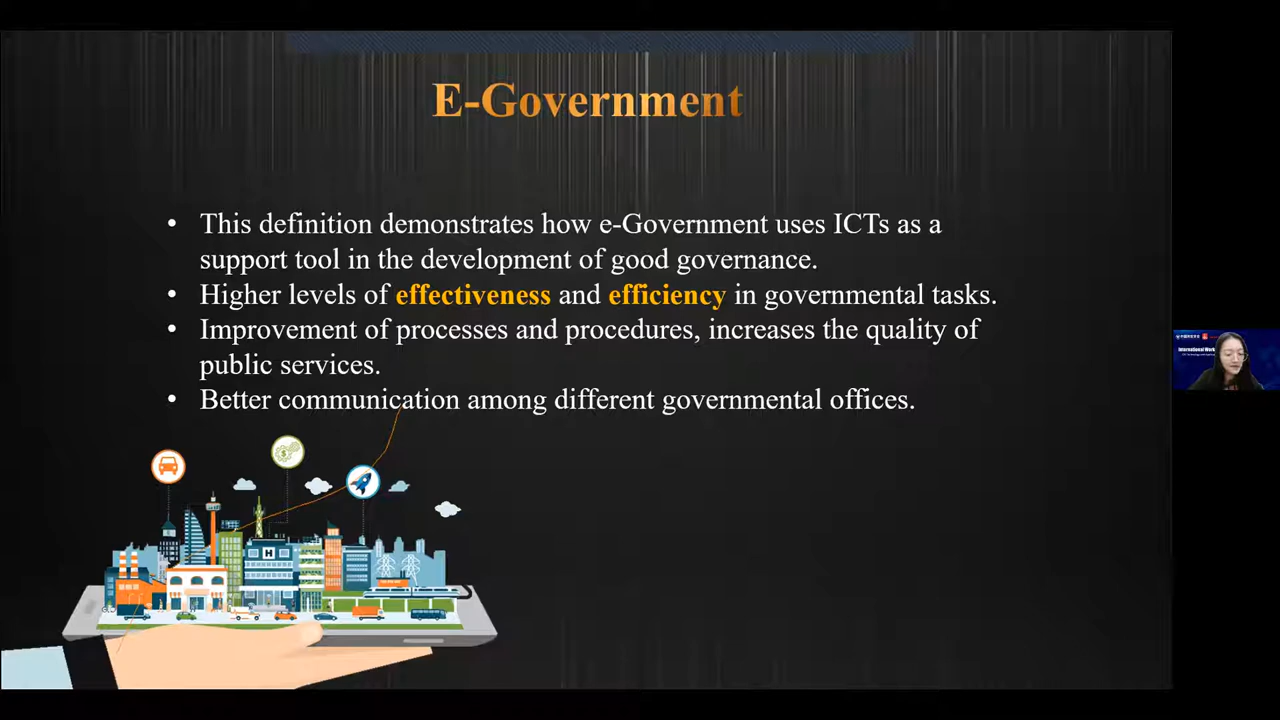 E-Government
• This definition demonstrates how e-Government uses ICTs as a
support tool in the development of good governance.
• Higher levels of effectiveness and efficiency in governmental tasks.
• Improvement of processes and procedures, increases the quality of
public services.
• Better communication among different governmental offices.
H
$
International Work